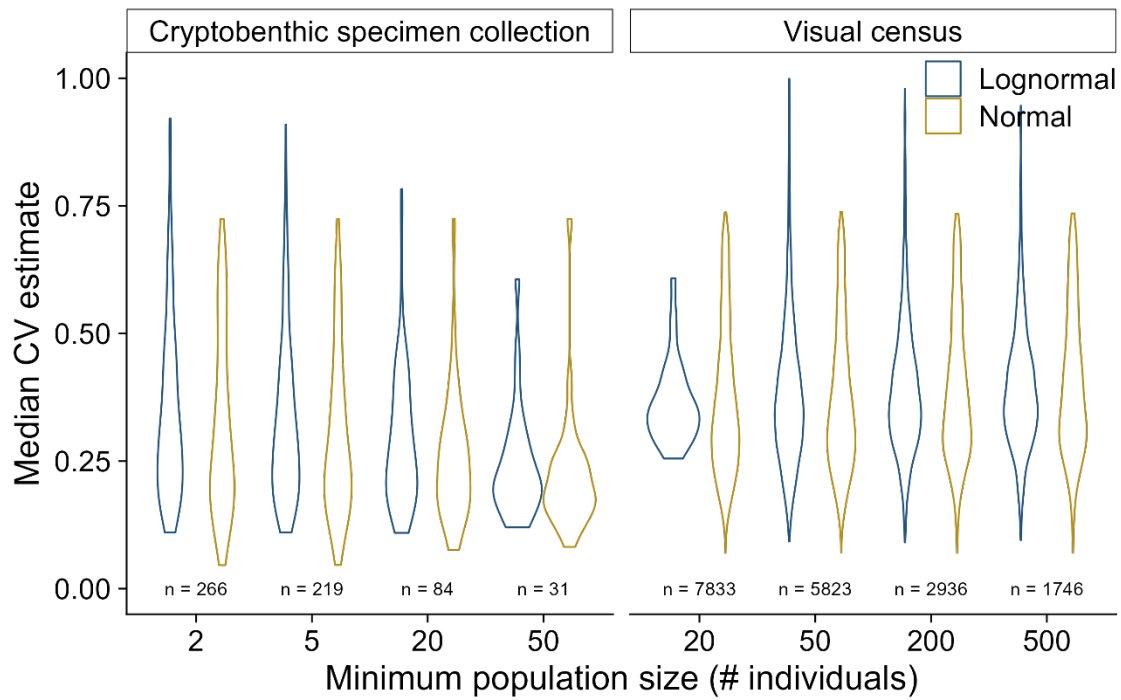 Cryptobenthic specimen collection
Visual census
Lognormal
Normal
Median CV estimate
1.00
0.75
0.50
0.25
0.00
n = 266 n = 219 n = 84 n = 31 n = 7833 n = 5823 n = 2936 n = 1746
2 5 20 50 20 50 200 500
Minimum population size (# individuals)